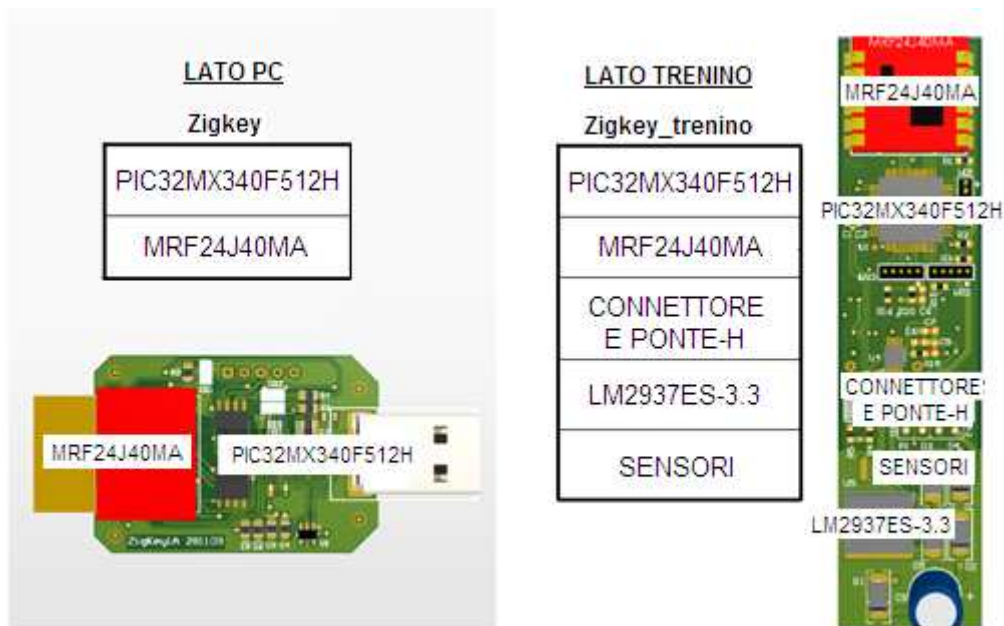 LATO PC
Zigkey
PIC32MX340F512H
MRF24J40MA
MRF24J40MA
PIC32MX340F512H
LATO TRENINO
Zigkey_trenino
PIC32MX340F512H
MRF24J40MA
CONNETTORE
E PONTE-H
LM2937ES-3.3
SENSORI
MRF24J40MA
MRF24J40MA
PIC32MX340F512H
CONNETTORE
E PONTE-H
SENSORI
LM2937ES-3.3